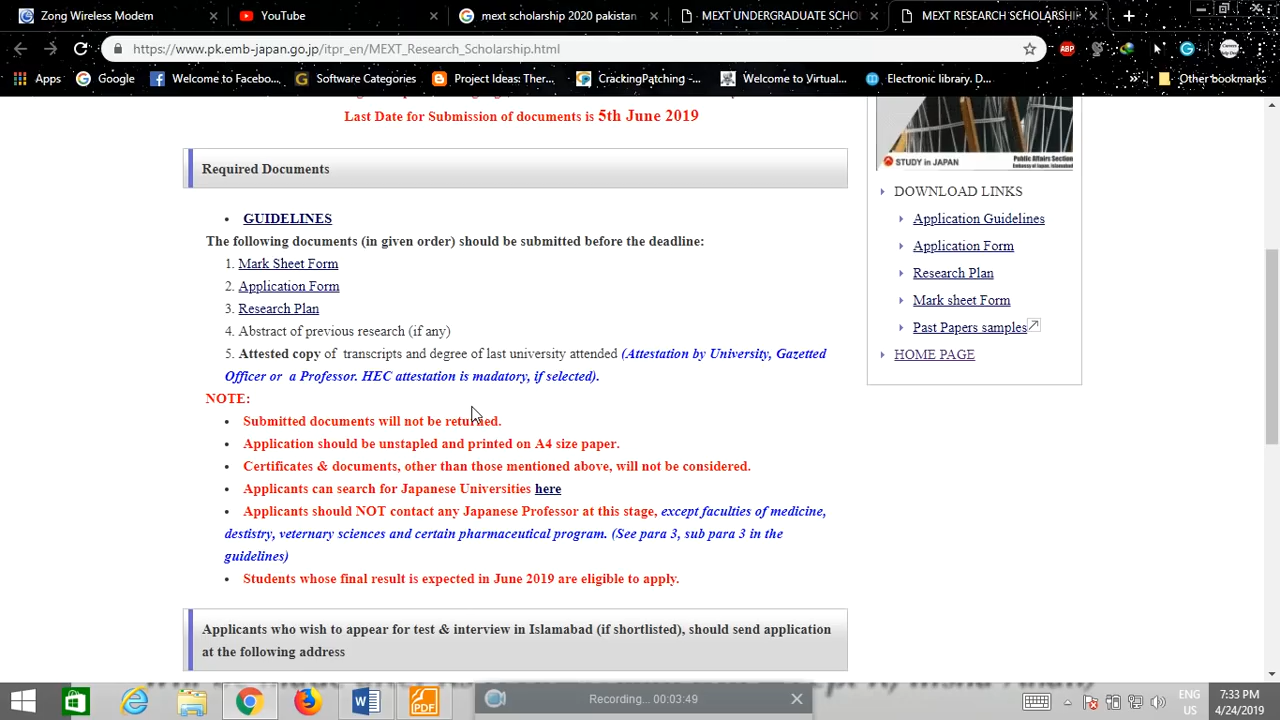 Zong Wireless Modem
YouTube
mext scholarship 2020 pakistan
MEXT UNDERGRADUATE SCHOL
MEXT RESEARCH SCHOLARSHIP
https://www.pk.emb-japan.go.jp/itpr_en/MEXT_Research_Scholarship.html
ABP
Apps
Google
Welcome to Facebo...
Software Categories
Project Ideas: Ther...
CrackingPatching -...
Welcome to Virtual...
Electronic library. D...
Other bookmarks
Last Date for Submission of documents is 5th June 2019
Required Documents
• GUIDELINES
The following documents (in given order) should be submitted before the deadline:
1. Mark Sheet Form
2. Application Form
3. Research Plan
4. Abstract of previous research (if any)
5. Attested copy of transcripts and degree of last university attended (Attestation by University, Gazetted
Officer or a Professor. HEC attestation is madatory, if selected).
NOTE:
• Submitted documents will not be returned.
• Application should be unstapled and printed on A4 size paper.
• Certificates & documents, other than those mentioned above, will not be considered.
• Applicants can search for Japanese Universities here
• Applicants should NOT contact any Japanese Professor at this stage, except faculties of medicine,
destistry, veternary sciences and certain pharmaceutical program. (See para 3, sub para 3 in the
guidelines)
• Students whose final result is expected in June 2019 are eligible to apply.
Applicants who wish to appear for test & interview in Islamabad (if shortlisted), should send application
at the following address
STUDY in JAPAN
Public Affairs Section
Embassy of Japan, Islamabad
DOWNLOAD LINKS
Application Guidelines
Application Form
Research Plan
Mark sheet Form
Past Papers samples
HOME PAGE
PDF
Recording... 00:03:49
ENG
US
7:33 PM
4/24/2019